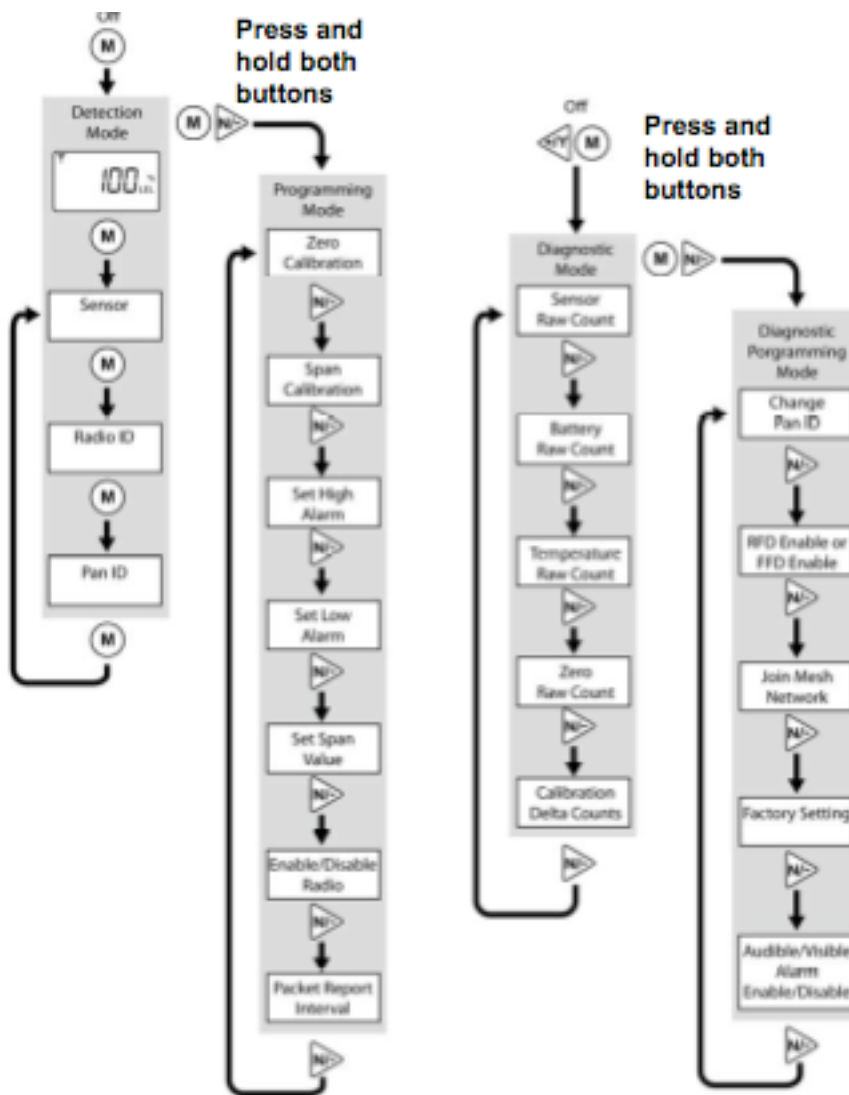 Off
M
Detection
Mode
100 %
LEL
M
Sensor
M
Radio ID
M
Pan ID
M
Press and
hold both
buttons
M N/-
Programming
Mode
Zero
Calibration
N/-
Span
Calibration
N/-
Set High
Alarm
N/-
Set Low
Alarm
N/-
Set Span
Value
N/-
Enable/Disable
Radio
N/-
Packet Report
Interval
N/-
Off
+/Y M
Diagnostic
Mode
Sensor
Raw Count
N/-
Battery
Raw Count
N/-
Temperature
Raw Count
N/-
Zero
Raw Count
N/-
Calibration
Delta Counts
N/-
Press and
hold both
buttons
M N/-
Diagnostic
Porgramming
Mode
Change
Pan ID
N/-
RFD Enable or
FFD Enable
N/-
Join Mesh
Network
N/-
Factory Setting
N/-
Audible/Visible
Alarm
Enable/Disable
N/-